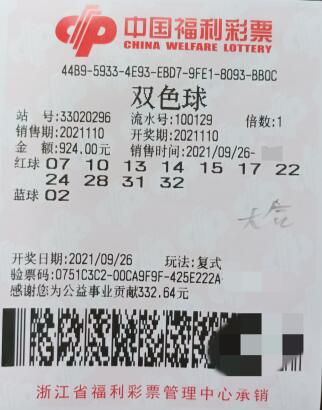 中国福利彩票
CHINA WELFARE LOTTERY
44B9-5933-4E93-EBD7-9FE1-8093-BB0C
双色球
站 号:33020296 流水号:100129 倍数:1
销售期:2021110 开奖期:2021110
金 额:924.00元 销售时间:2021/09/26-
红球 07 10 13 14 15 17 22
24 28 31 32
蓝球 02
开奖日期:2021/09/26 玩法:复式
验票码:0751C3C2-00CA9F9F-425E222A
感谢您为公益事业贡献332.64元
浙江省福利彩票管理中心承销